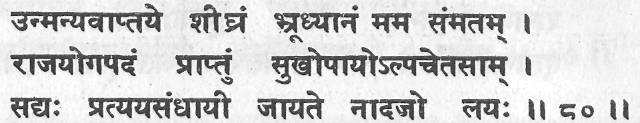 उन्मन्यवाप्तये शीघ्रं भ्रूध्यानं मम संमतम् ।
राजयोगपदं प्राप्तुं सुखोपायोऽल्पचेतसाम् ।
सद्यः प्रत्ययसंधायी जायते नादजो लयः ।। ८० ।।